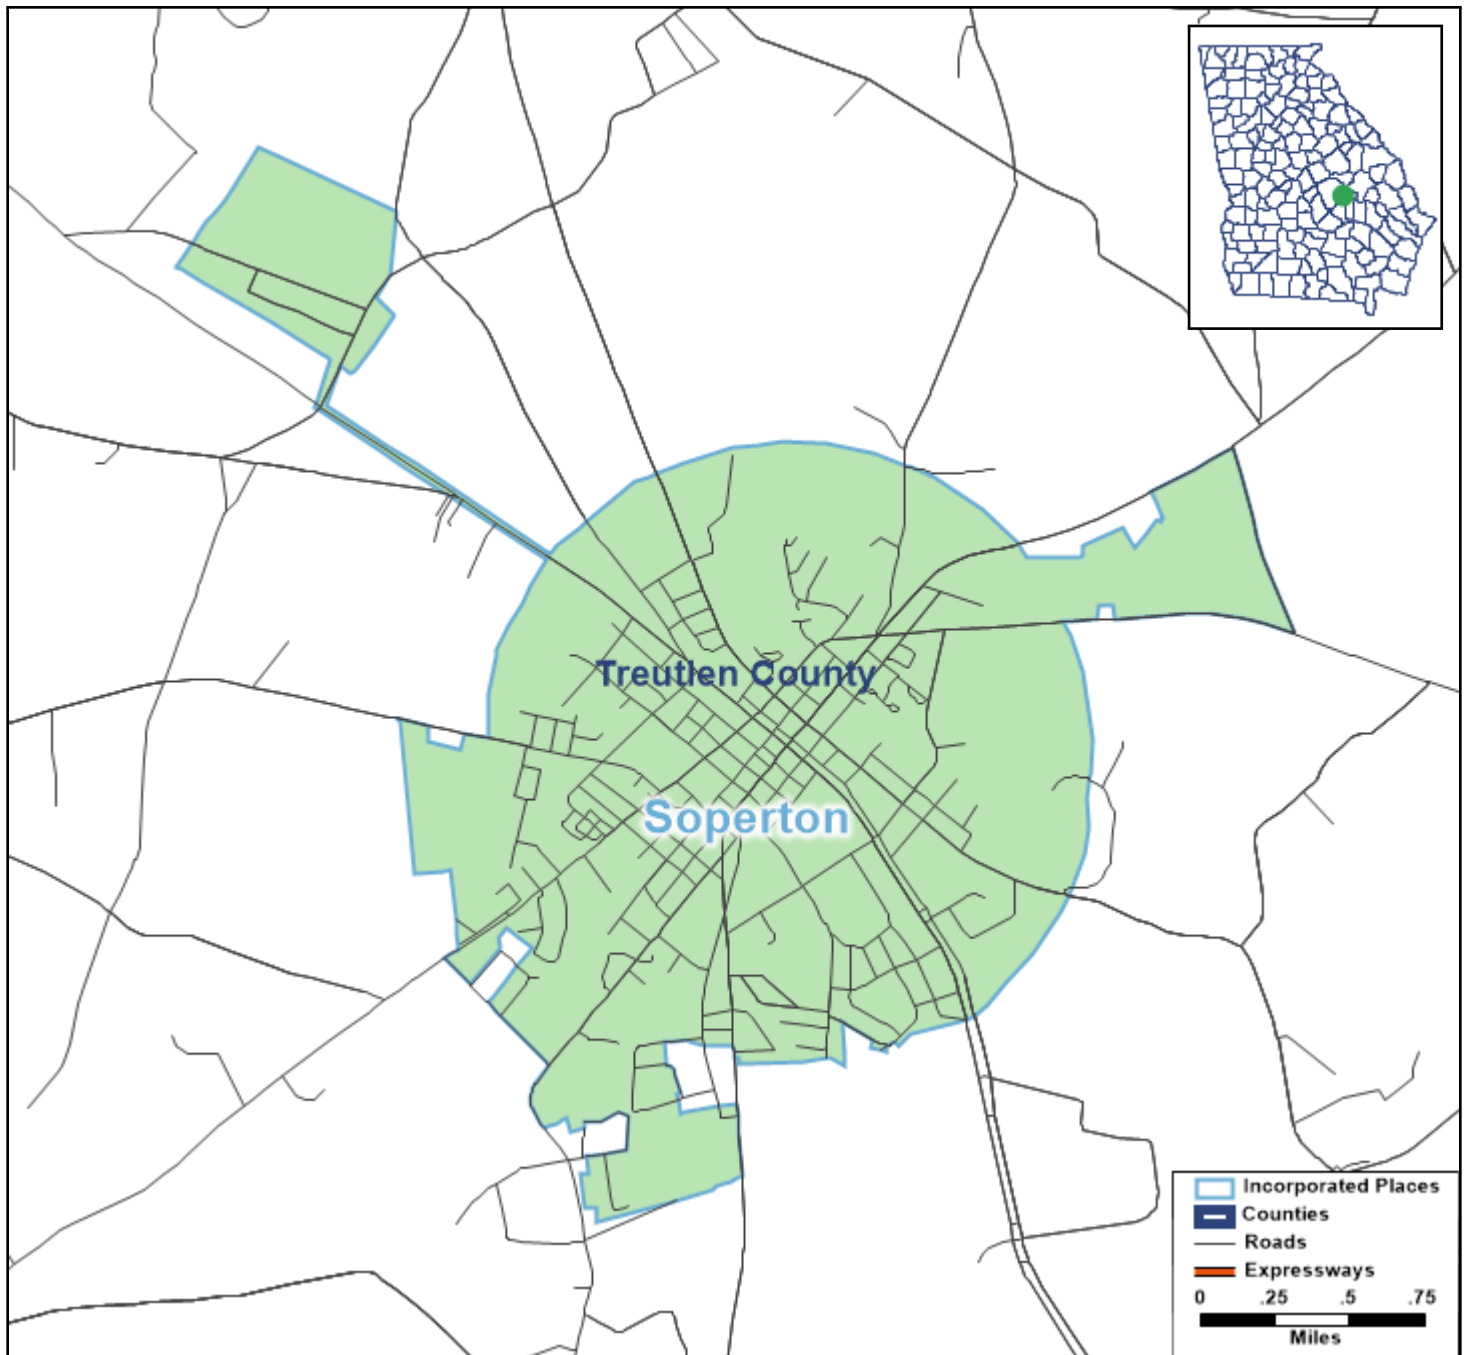 Treutlen County
Soperton
Incorporated Places
Counties
Roads
Expressways
0 .25 .5 .75
Miles